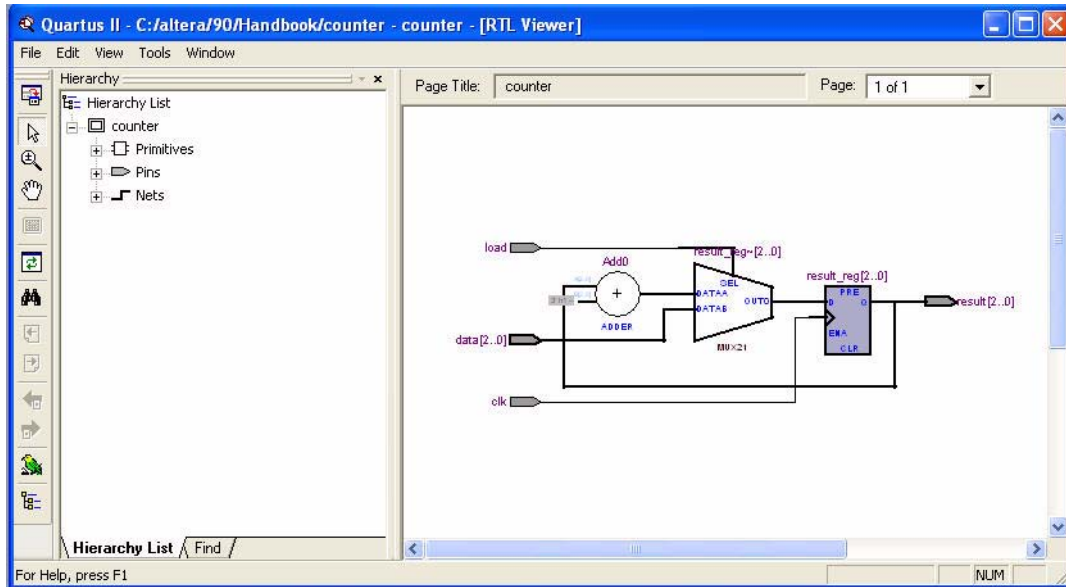 Quartus II - C:/altera/90/Handbook/counter - counter - [RTL Viewer]
File Edit View Tools Window
Hierarchy
Hierarchy List
counter
Primitives
Pins
Nets
Hierarchy List
Find
Page Title: counter
Page: 1 of 1
load
result_reg~[2..0]
Add0
SEL
DATAA
DATAB
OUT0
+
ADDER
MUX21
data[2..0]
clk
result_reg[2..0]
PRE
D
Q
ENA
CLR
result[2..0]
For Help, press F1
NUM